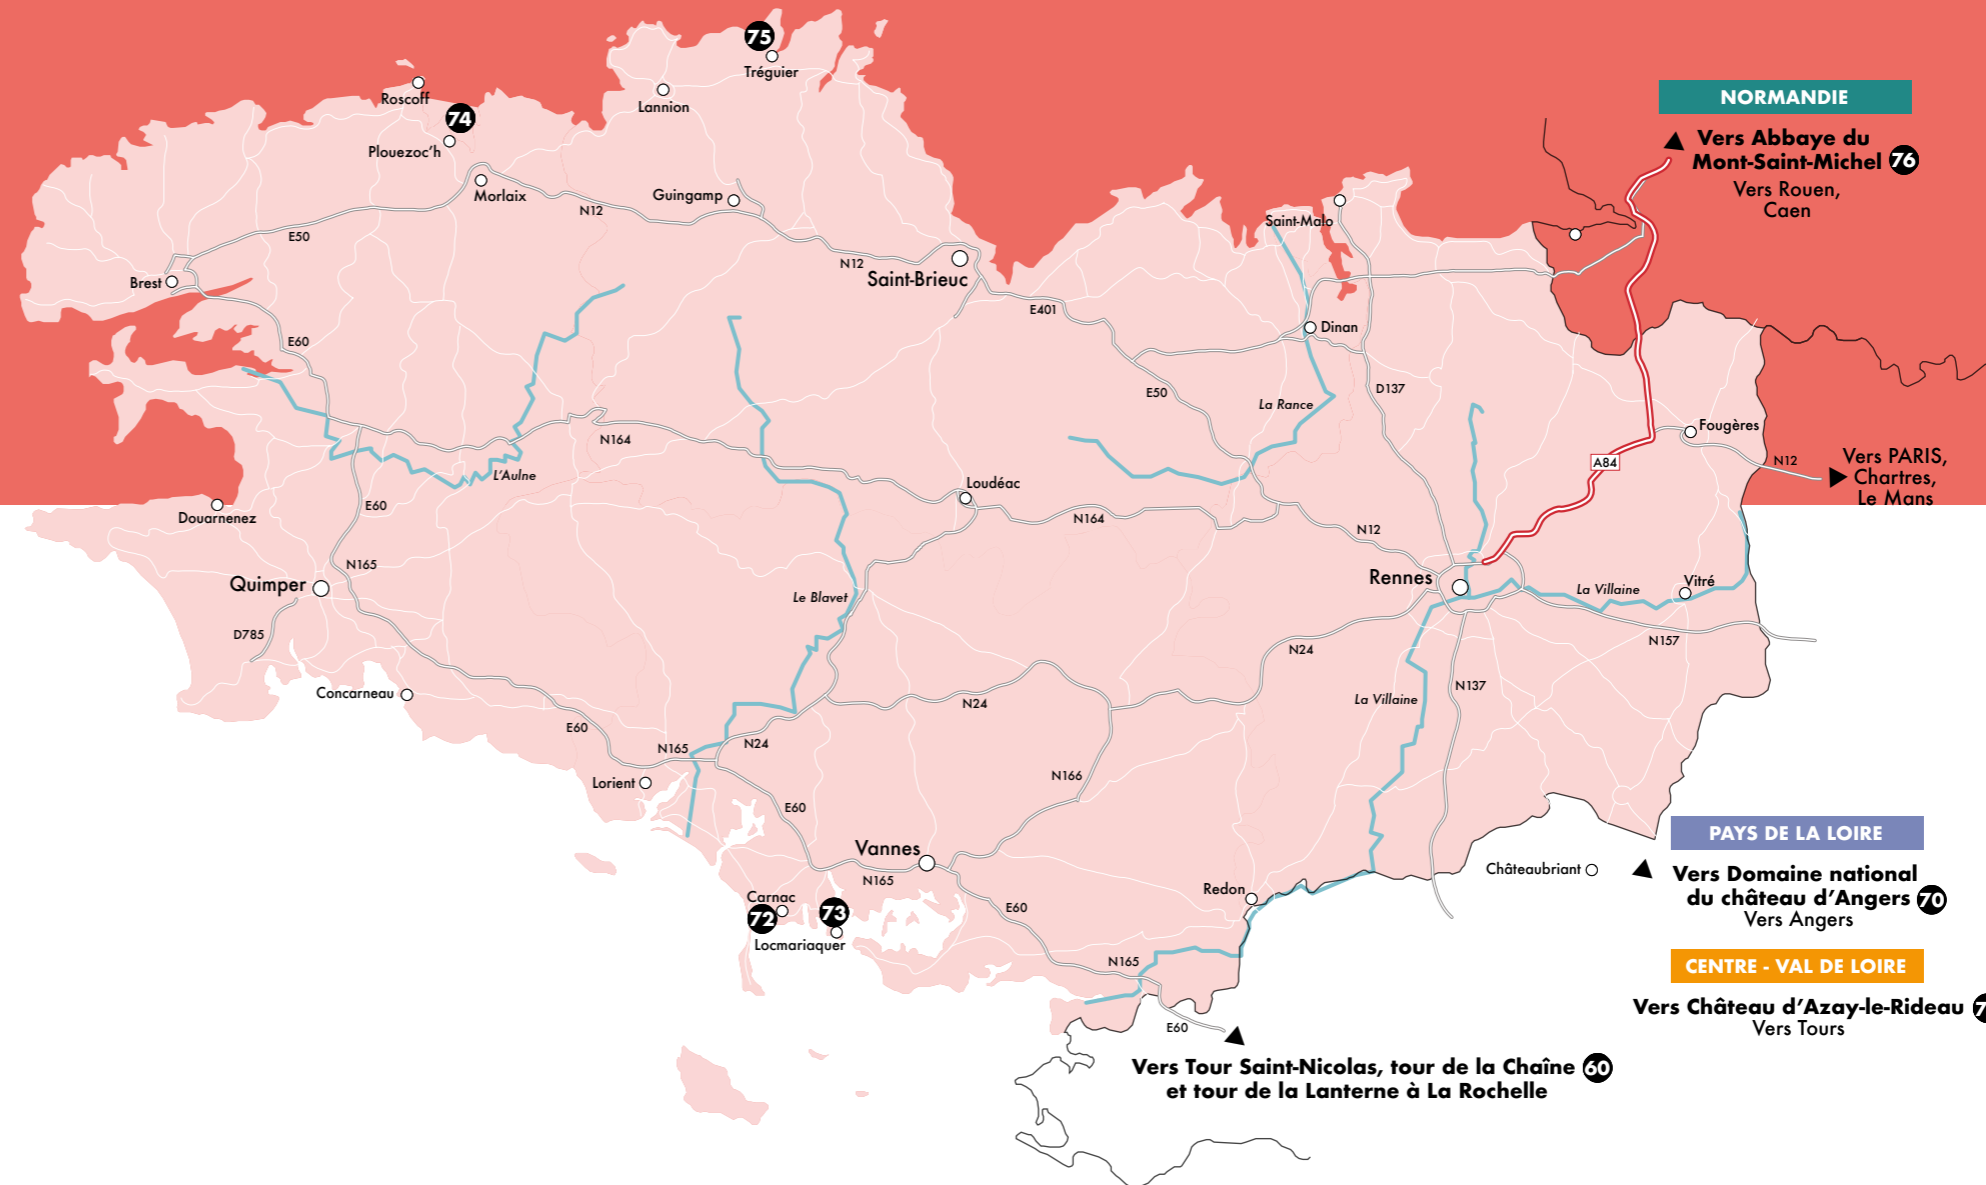 75
Tréguier
Roscoff
Lannion
74
Plouezoc'h
NORMANDIE
Vers Abbaye du
Mont-Saint-Michel 76
Vers Rouen,
Caen
Morlaix
Guingamp
N12
Saint-Malo
E50
N12
Saint-Brieuc
Brest
E401
Dinan
E60
E50
D137
La Rance
Fougères
N164
A84
N12
Vers PARIS,
Chartres,
Le Mans
L'Aulne
Loudéac
E60
Douarnenez
N164
N12
N165
Quimper
Rennes
Le Blavet
La Villaine
Vitré
D785
N24
N157
Concarneau
N24
La Villaine
N137
E60
N165
N24
Lorient
N166
E60
PAYS DE LA LOIRE
Vannes
N165
Châteaubriant
Vers Domaine national
du château d'Angers 70
Vers Angers
Carnac
72
73
Locmariaquer
Redon
E60
N165
CENTRE - VAL DE LOIRE
Vers Château d'Azay-le-Rideau
Vers Tours
E60
Vers Tour Saint-Nicolas, tour de la Chaîne 60
et tour de la Lanterne à La Rochelle